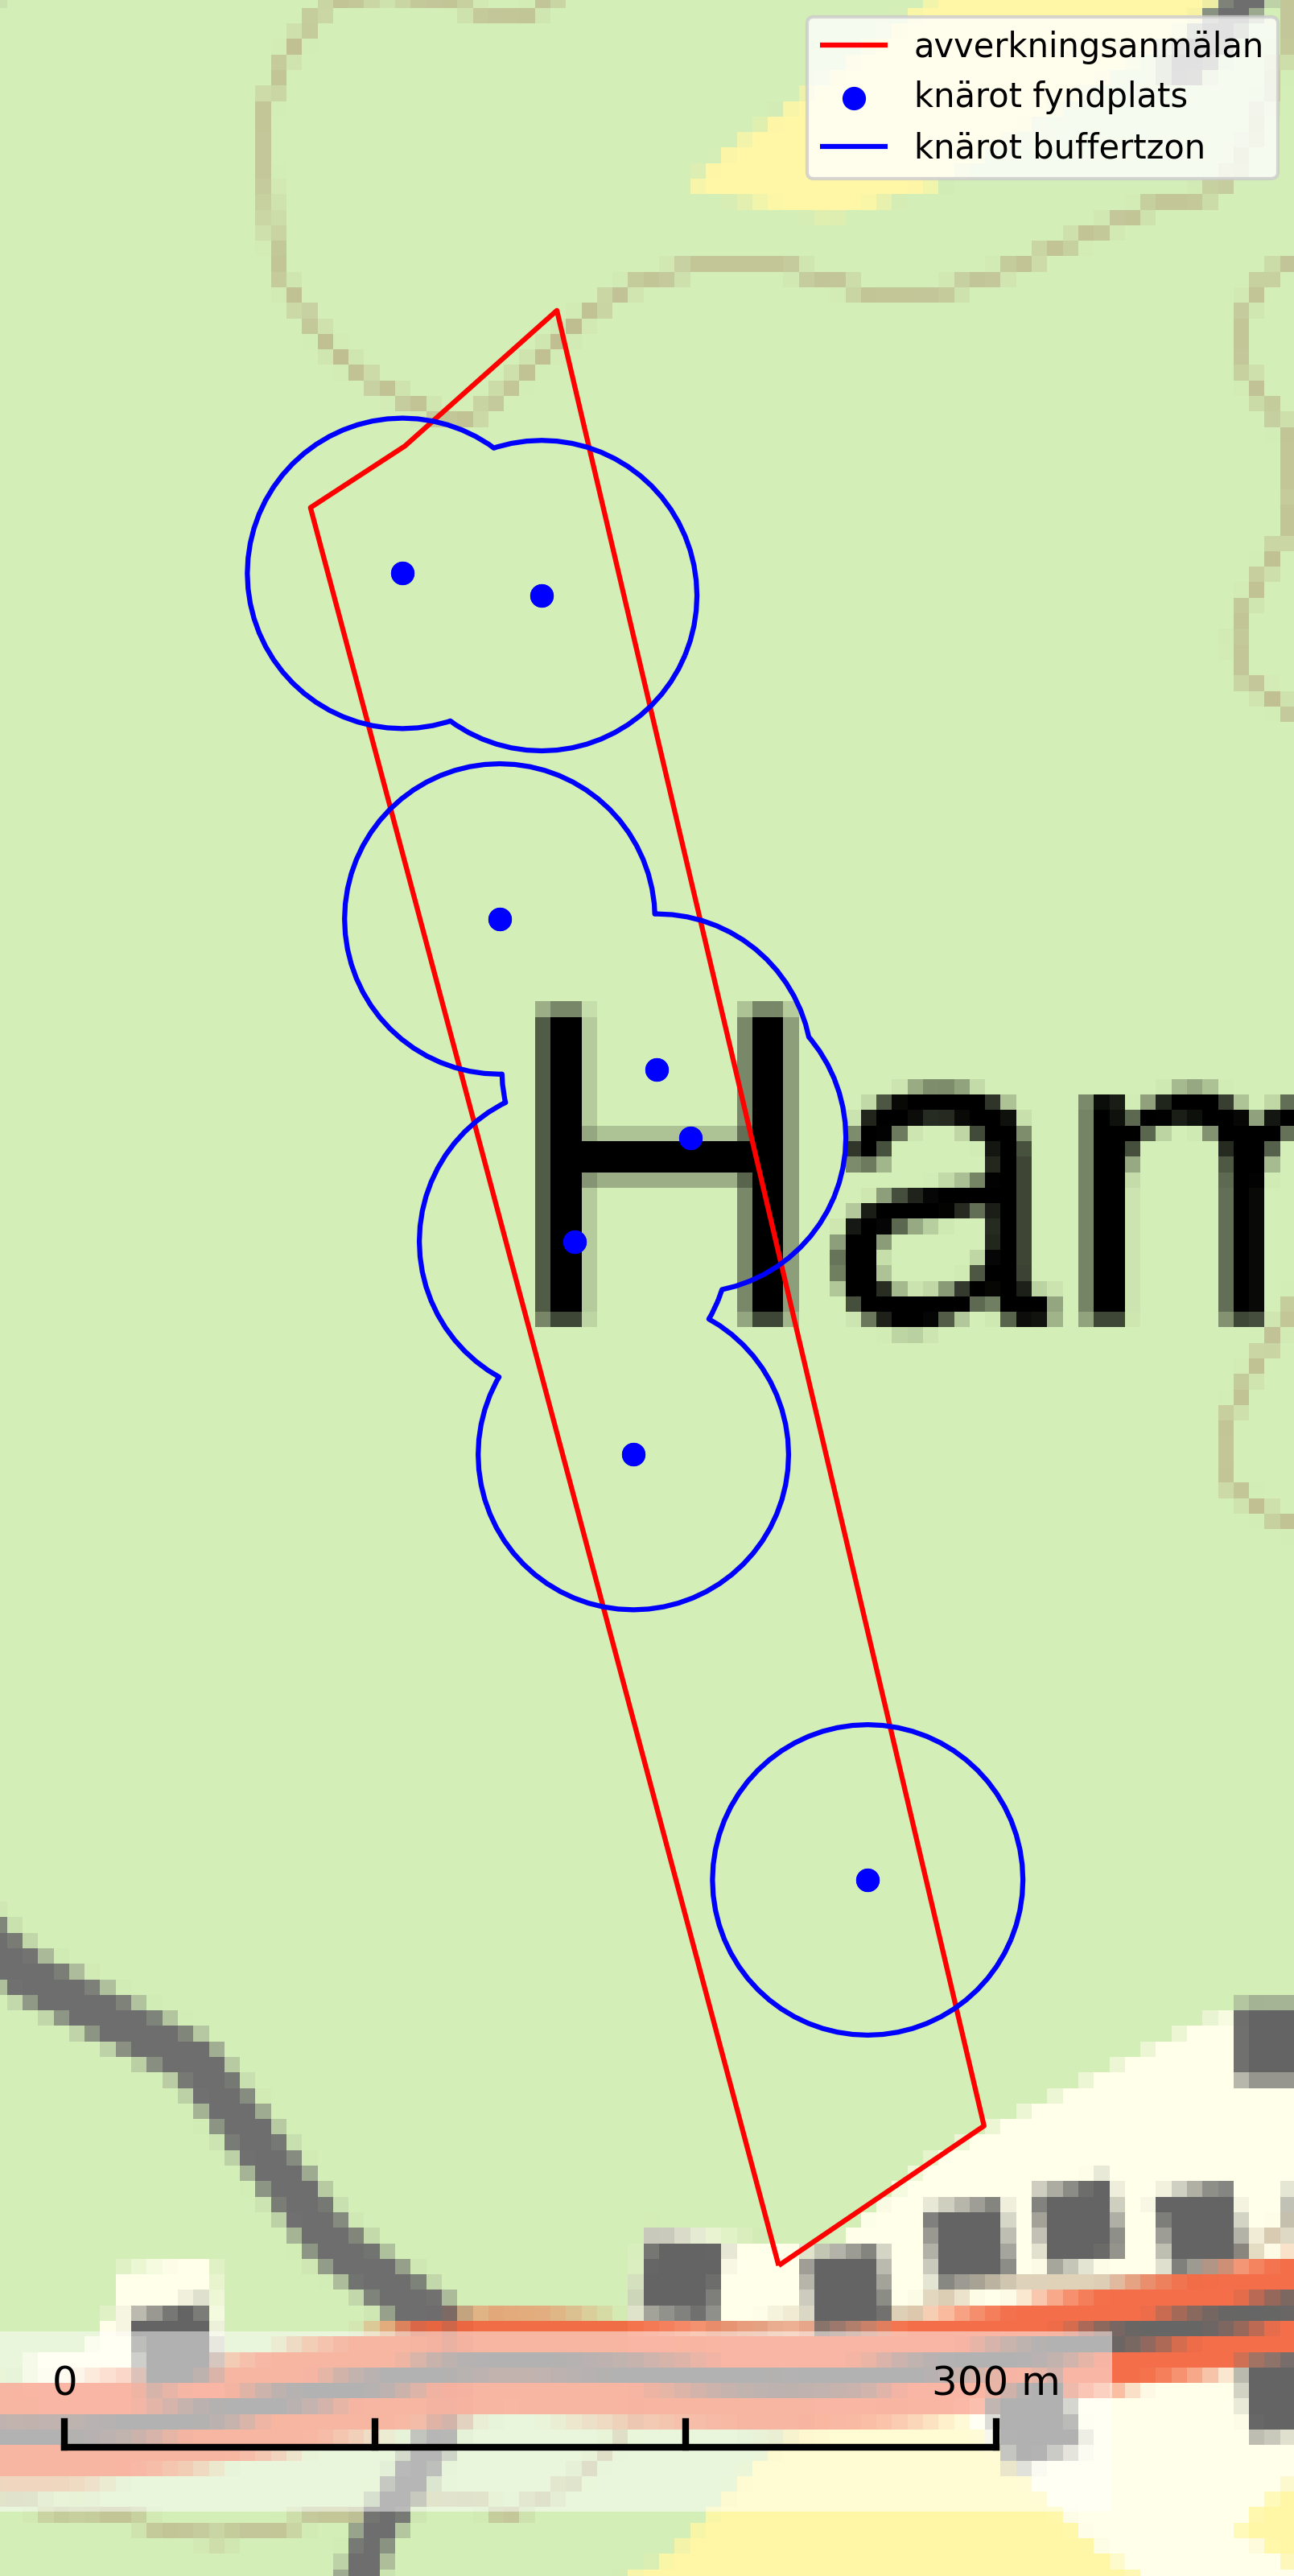 avverkningsanmälan
knärot fyndplats
knärot buffertzon
Ham
0 300 m